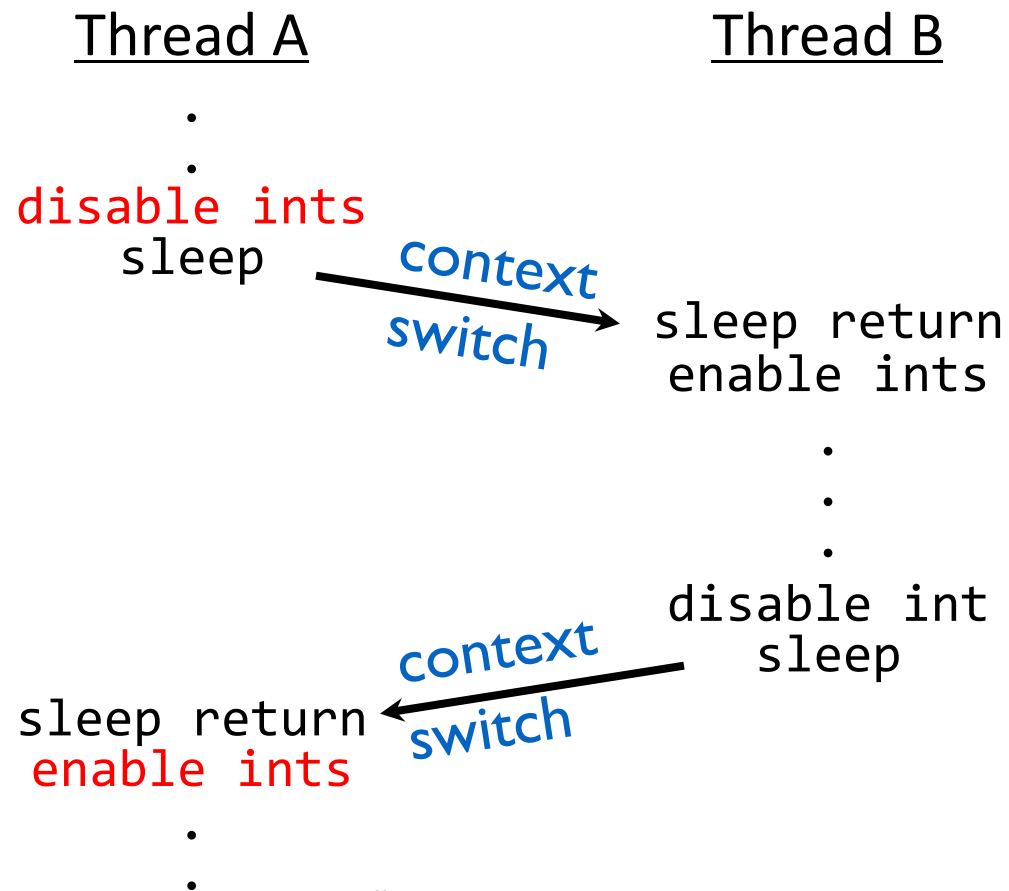 Thread A
Thread B
.
.
disable ints
sleep
context
switch
sleep return
enable ints
.
.
.
disable int
sleep
context
switch
sleep return
enable ints
.
.